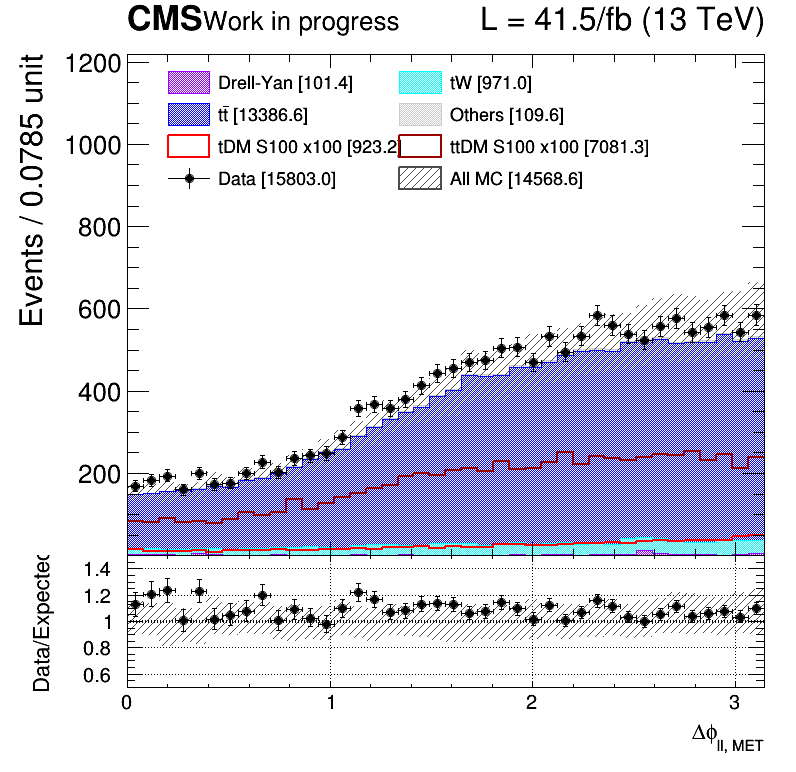 CMS Work in progress L = 41.5/fb (13 TeV)
Events / 0.0785 unit
1200
1000
800
600
400
200
Drell-Yan [101.4] tW [971.0]
tt̄ [13386.6] Others [109.6]
tDM S100 x100 [923.2] ttDM S100 x100 [7081.3]
Data [15803.0] All MC [14568.6]
Data/Expected
1.4
1.2
1
0.8
0.6
0 1 2 3
Δϕll, MET